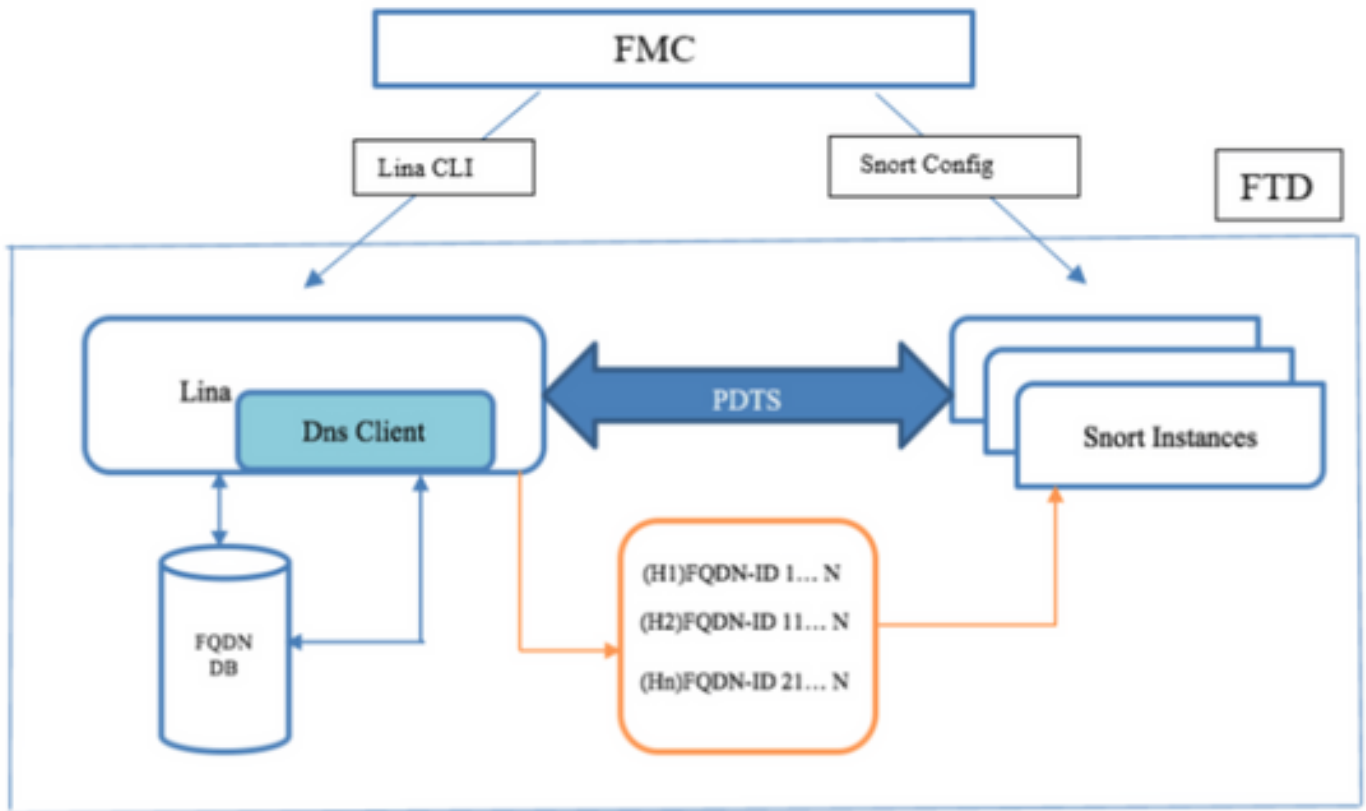 FMC
Lina CLI
Snort Config
FTD
Lina
Dns Client
PDTS
Snort Instances
FQDN
DB
(H1)FQDN-ID 1... N
(H2)FQDN-ID 11... N
(Hn)FQDN-ID 21... N